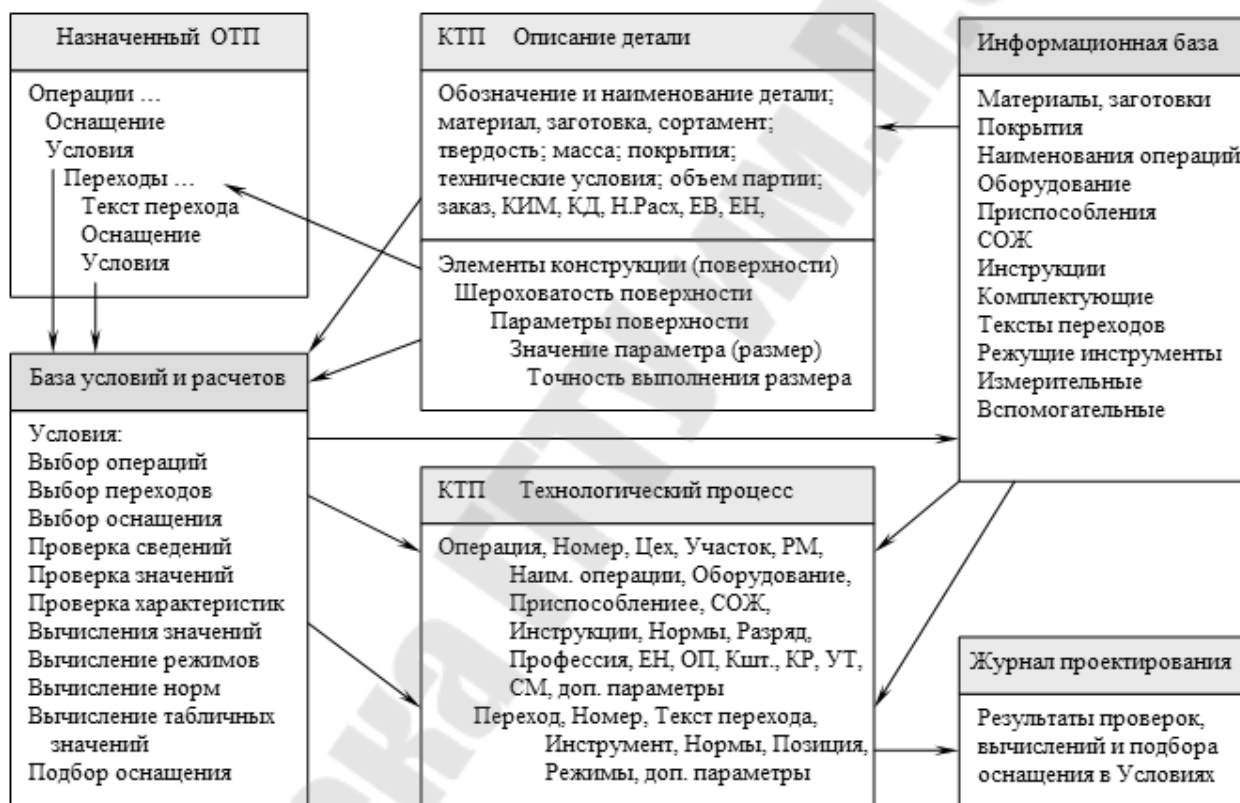 Назначенный ОТП
Операции ...
Оснащение
Условия
Переходы ...
Текст перехода
Оснащение
Условия
КТП Описание детали
Обозначение и наименование детали;
материал, заготовка, сортамент;
твердость; масса; покрытия;
технические условия; объем партии;
заказ, КИМ, КД, Н.Расх, ЕВ, ЕН,
Элементы конструкции (поверхности)
Шероховатость поверхности
Параметры поверхности
Значение параметра (размер)
Точность выполнения размера
Информационная база
Материалы, заготовки
Покрытия
Наименования операций
Оборудование
Приспособления
СОЖ
Инструкции
Комплектующие
Тексты переходов
Режущие инструменты
Измерительные
Вспомогательные
База условий и расчетов
Условия:
Выбор операций
Выбор переходов
Выбор оснащения
Проверка сведений
Проверка значений
Проверка характеристик
Вычисления значений
Вычисление режимов
Вычисление норм
Вычисление табличных
значений
Подбор оснащения
КТП Технологический процесс
Операция, Номер, Цех, Участок, РМ,
Наим. операции, Оборудование,
Приспособлениее, СОЖ,
Инструкции, Нормы, Разряд,
Профессия, ЕН, ОП, Кшт., КР, УТ,
СМ, доп. параметры
Переход, Номер, Текст перехода,
Инструмент, Нормы, Позиция,
Режимы, доп. параметры
Журнал проектирования
Результаты проверок,
вычислений и подбора
оснащения в Условиях